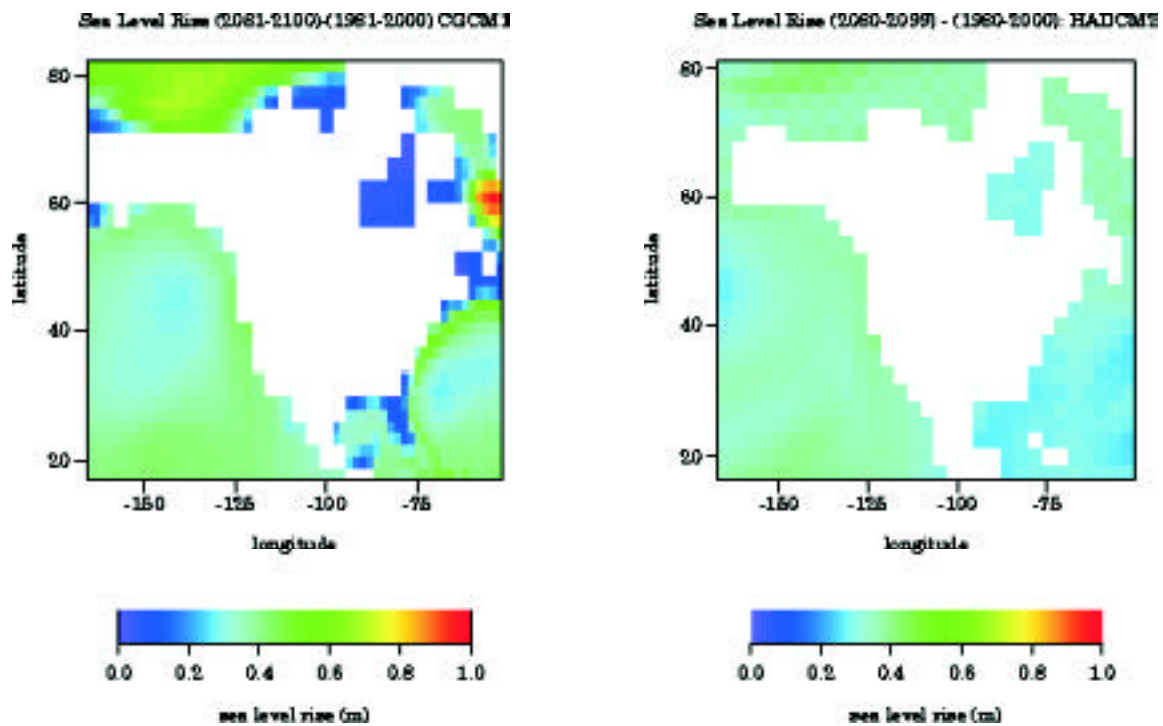 Sea Level Rise (2081-2100)-(1981-2000) CGCM1
Sea Level Rise (2080-2099) - (1980-2000): HADCM2
80
60
40
20
latitude
-150 -125 -100 -75
longitude
0.0 0.2 0.4 0.6 0.8 1.0
sea level rise (m)
80
60
40
20
latitude
-150 -125 -100 -75
longitude
0.0 0.2 0.4 0.6 0.8 1.0
sea level rise (m)